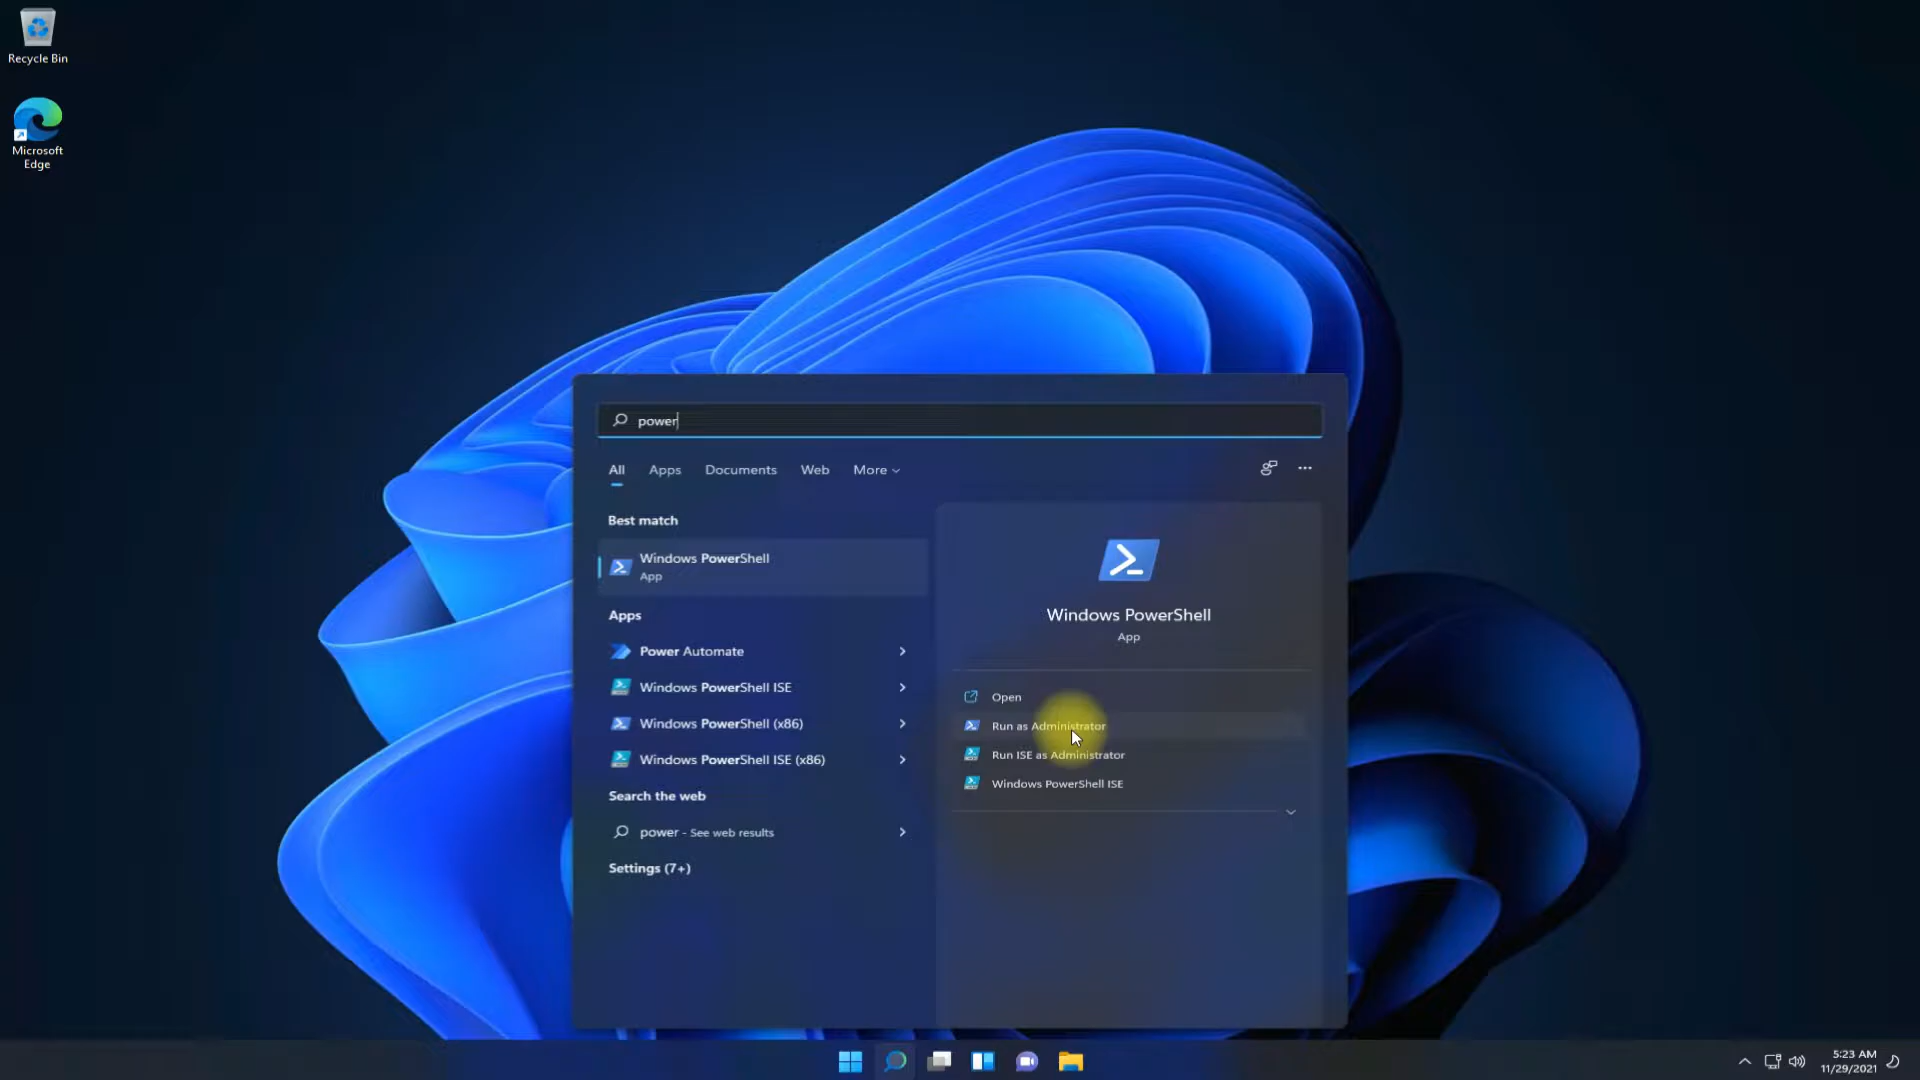 Recycle Bin
Microsoft
Edge
power
All Apps Documents Web More
Best match
Windows PowerShell
App
Apps
Power Automate
Windows PowerShell ISE
Windows PowerShell (x86)
Windows PowerShell ISE (x86)
Search the web
power - See web results
Settings (7+)
Windows PowerShell
App
Open
Run as Administrator
Run ISE as Administrator
Windows PowerShell ISE
5:23 AM
11/29/2021